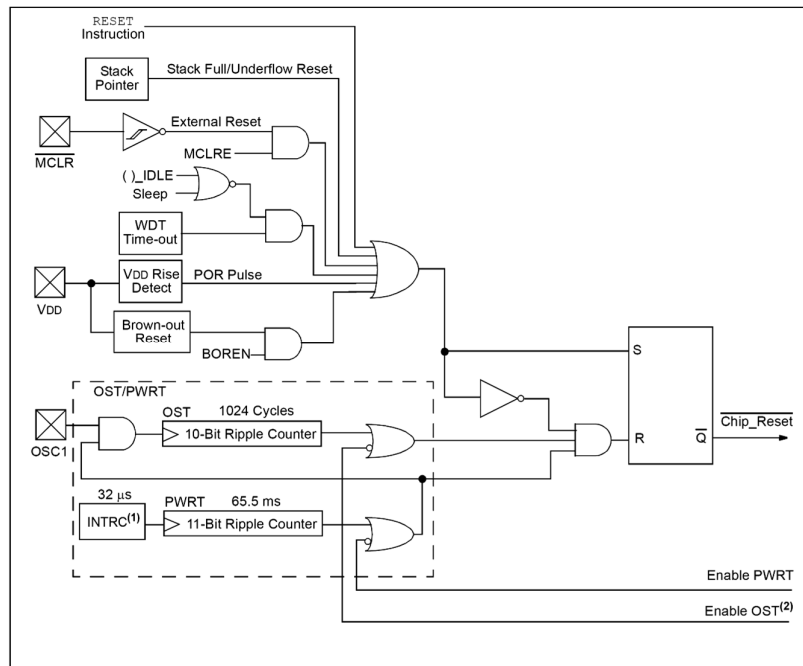 RESET
Instruction
Stack
Pointer
Stack Full/Underflow Reset
External Reset
MCLR
MCLRE
( )_IDLE
Sleep
WDT
Time-out
VDD Rise
Detect
POR Pulse
VDD
Brown-out
Reset
BOREN
S
OST/PWRT
OST 1024 Cycles
10-Bit Ripple Counter
OSC1
R
Q
Chip_Reset
32 μs
INTRC(1)
PWRT 65.5 ms
11-Bit Ripple Counter
Enable PWRT
Enable OST(2)